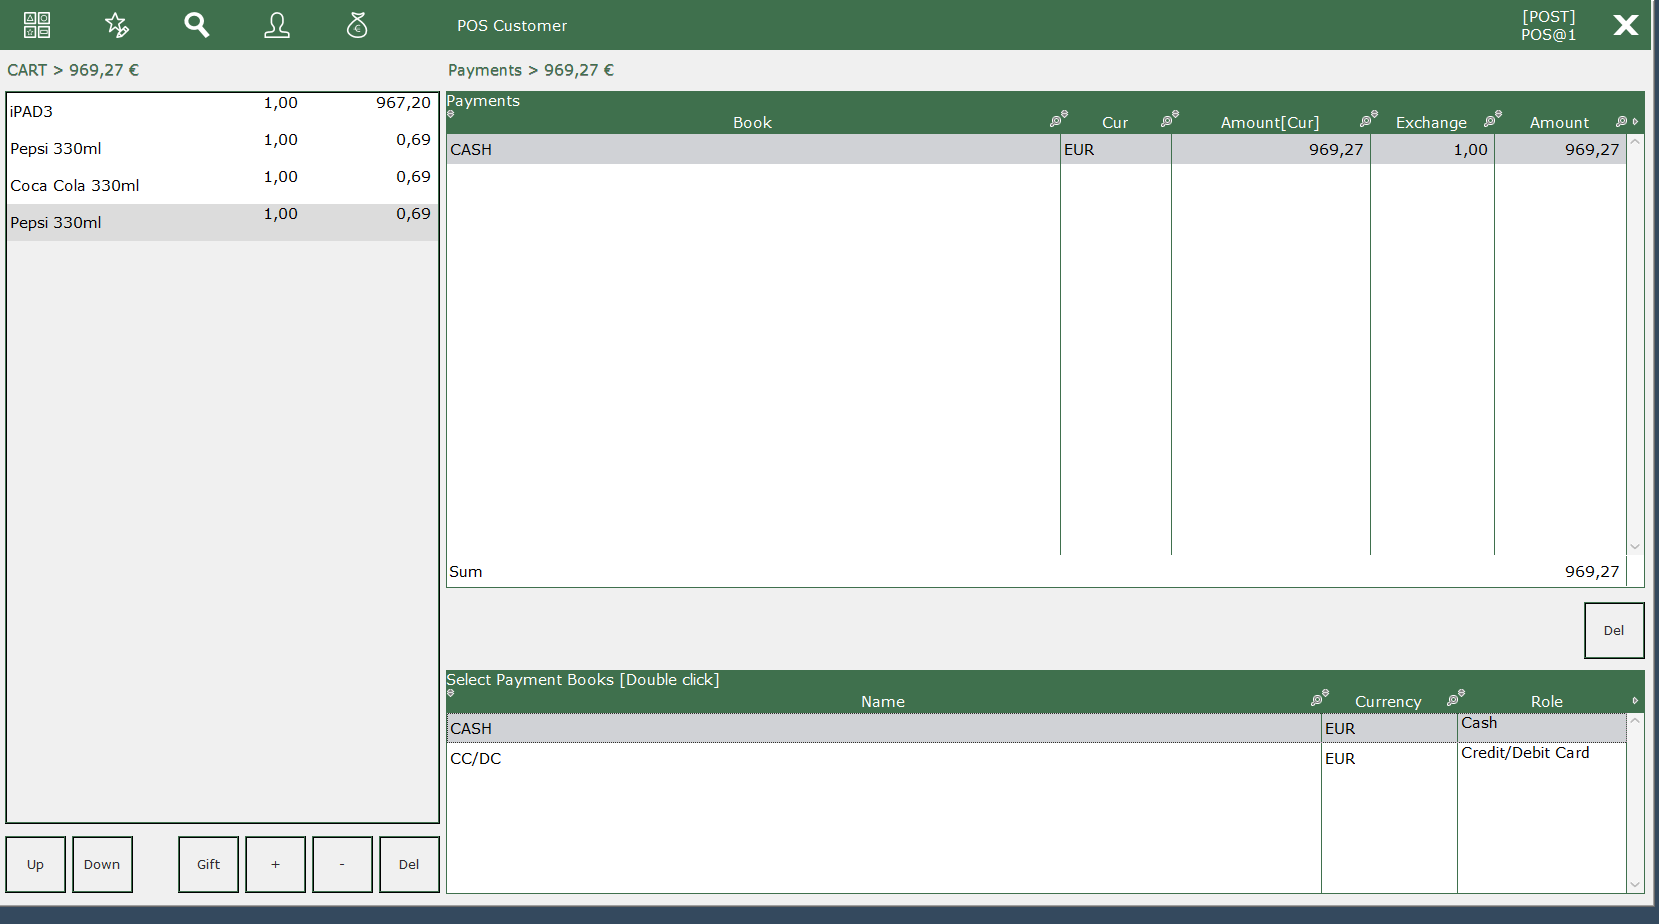 POS Customer
[POST]
POS@1
CART > 969,27 €
iPAD3 1,00 967,20
Pepsi 330ml 1,00 0,69
Coca Cola 330ml 1,00 0,69
Pepsi 330ml 1,00 0,69
Up Down Gift + - Del
Payments > 969,27 €
Payments
Book Cur Amount[Cur] Exchange Amount
CASH EUR 969,27 1,00 969,27
Sum 969,27
Del
Select Payment Books [Double click]
Name Currency Role
CASH EUR Cash
CC/DC EUR Credit/Debit Card